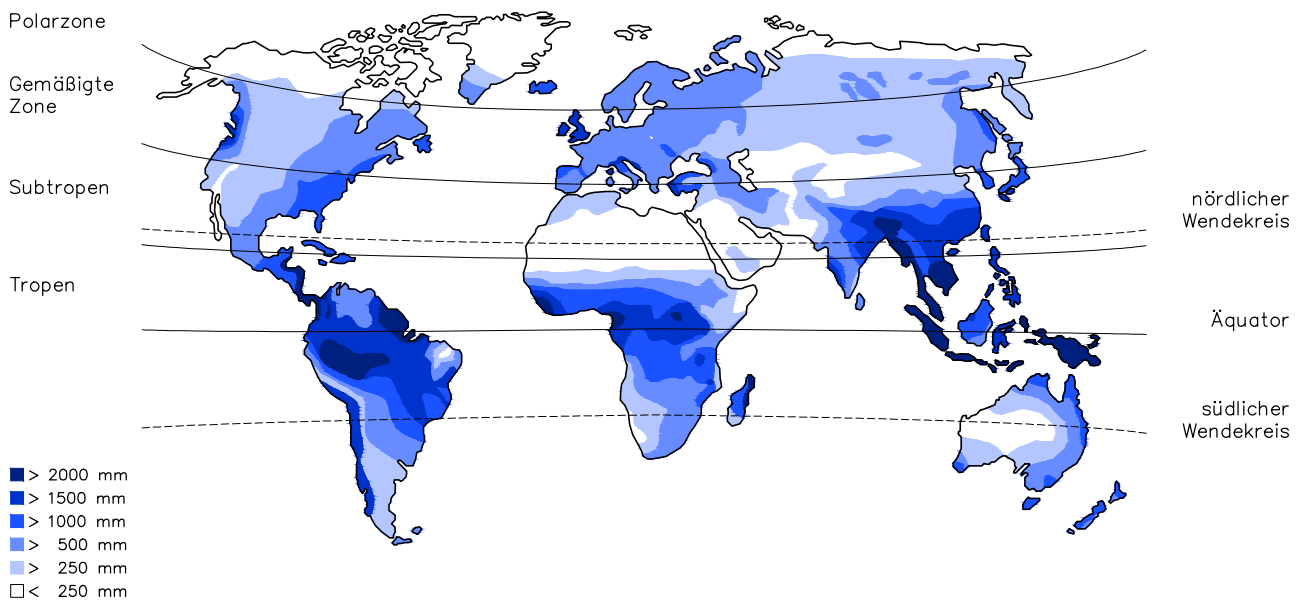 Polarzone
Gemäßigte
Zone
Subtropen
nördlicher
Wendekreis
Tropen
Äquator
südlicher
Wendekreis
> 2000 mm
> 1500 mm
> 1000 mm
> 500 mm
> 250 mm
< 250 mm